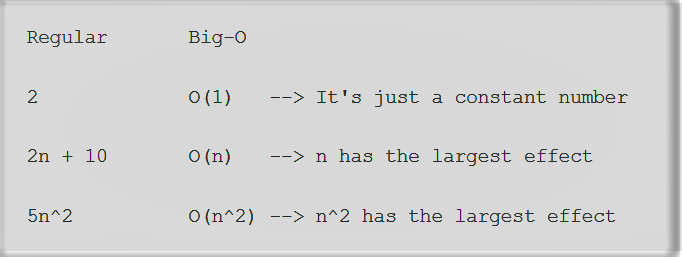 Regular Big-O
2 O(1) --> It's just a constant number
2n + 10 O(n) --> n has the largest effect
5n^2 O(n^2) --> n^2 has the largest effect